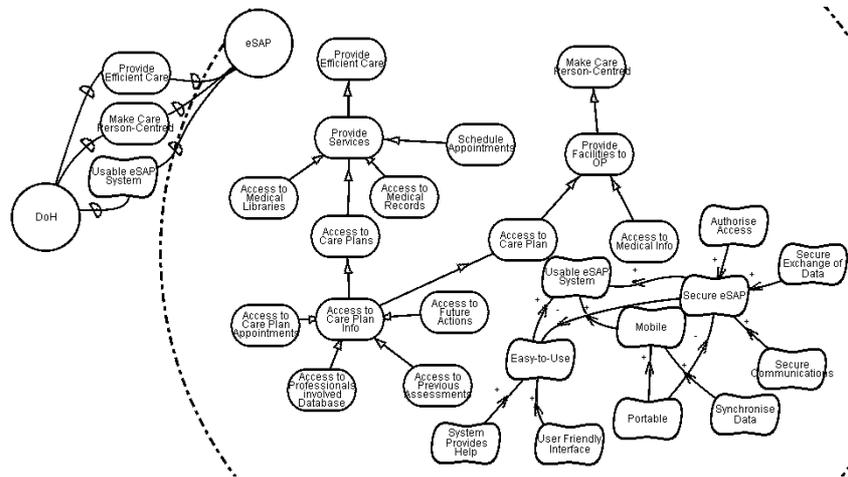 eSAP
Provide
Efficient Care
Make Care
Person-Centred
Usable eSAP
System
DoH
Provide
Efficient Care
Make Care
Person-Centred
Provide
Services
Schedule
Appointments
Provide
Facilities to
OP
Access to
Medical
Libraries
Access to
Medical
Records
Access to
Care Plans
Access to
Care Plan
Access to
Medical Info
Authorise
Access
Secure
Exchange of
Data
Usable eSAP
System
Secure eSAP
Access to
Care Plan
Appointments
Access to
Care Plan
Info
Access to
Future
Actions
Mobile
Easy-to-Use
Secure
Communications
Access to
Professionals
involved
Database
Access to
Previous
Assessments
System
Provides
Help
User Friendly
Interface
Portable
Synchronise
Data
+
+
+
+
-
+
+
+
-
+
+
+